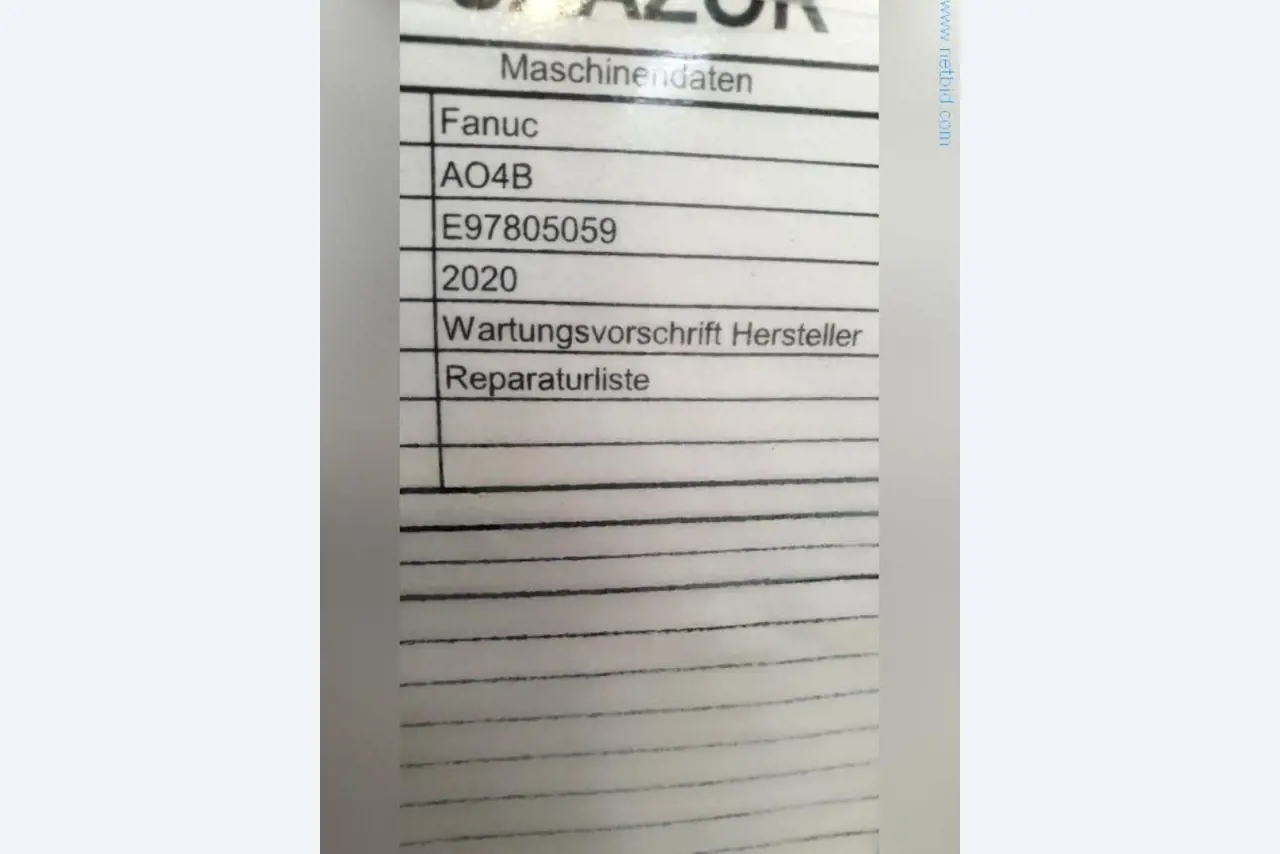 Maschinendaten
Fanuc
AO4B
E97805059
2020
Wartungsvorschrift Hersteller
Reparaturliste
www.netbid.com